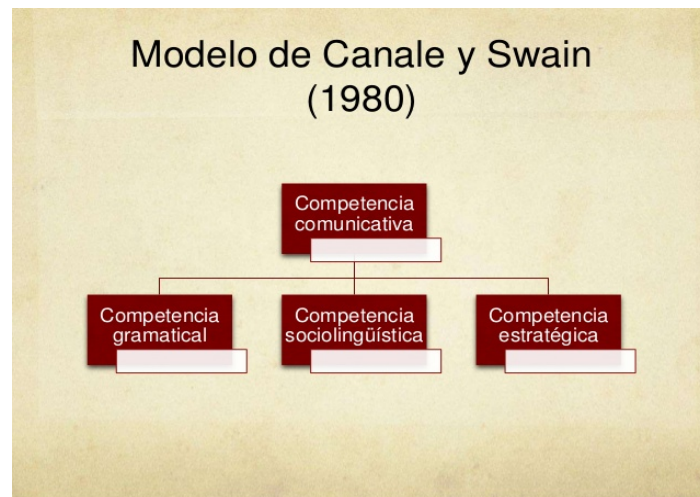 Modelo de Canale y Swain
(1980)
Competencia
comunicativa
Competencia
gramatical
Competencia
sociolingüística
Competencia
estratégica